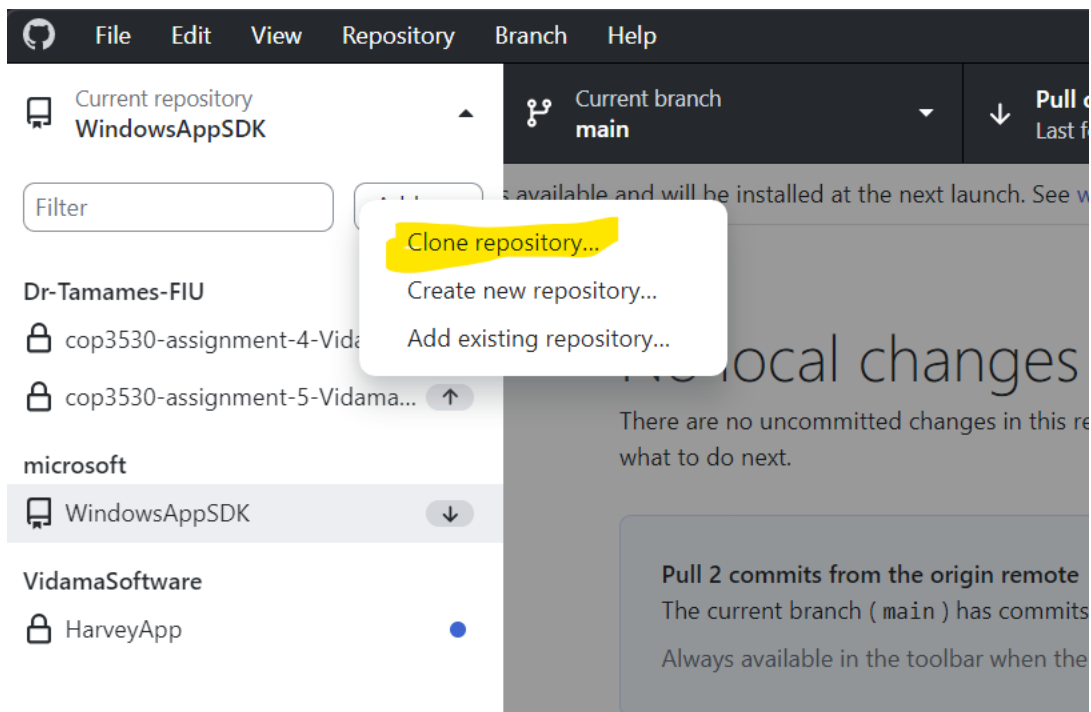 File Edit View Repository Branch Help
Current repository
WindowsAppSDK
Current branch
main
Pull
Last
Filter
available and will be installed at the next launch. See
Clone repository...
Create new repository...
Add existing repository...
Dr-Tamames-FIU
cop3530-assignment-4-Vida
cop3530-assignment-5-Vidama...
microsoft
WindowsAppSDK
VidamaSoftware
HarveyApp
local changes
There are no uncommitted changes in this
what to do next.
Pull 2 commits from the origin remote
The current branch ( main ) has commits
Always available in the toolbar when the